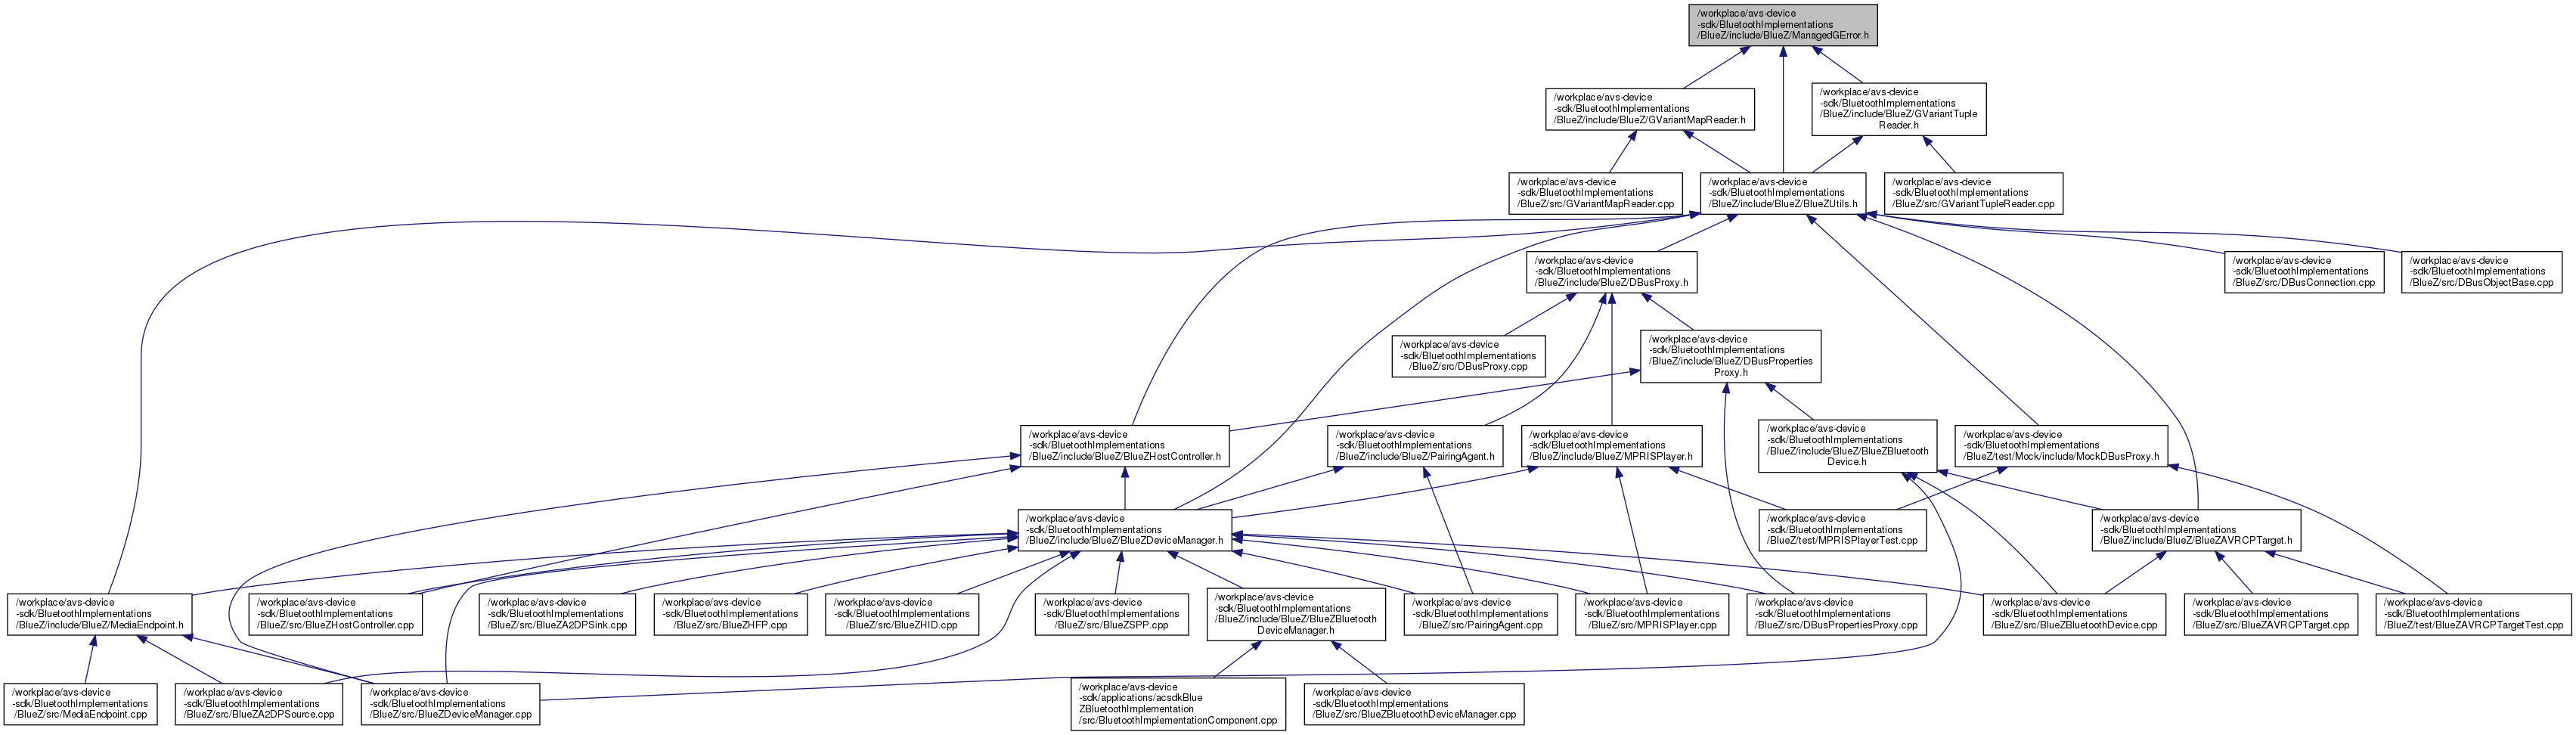 /workplace/avs-device
-sdk/BluetoothImplementations
/BlueZ/include/BlueZ/ManagedGError.h
/workplace/avs-device
-sdk/BluetoothImplementations
/BlueZ/include/BlueZ/GVariantMapReader.h
/workplace/avs-device
-sdk/BluetoothImplementations
/BlueZ/include/BlueZ/GVariantTuple
Reader.h
/workplace/avs-device
-sdk/BluetoothImplementations
/BlueZ/src/GVariantMapReader.cpp
/workplace/avs-device
-sdk/BluetoothImplementations
/BlueZ/include/BlueZ/BlueZUtils.h
/workplace/avs-device
-sdk/BluetoothImplementations
/BlueZ/src/GVariantTupleReader.cpp
/workplace/avs-device
-sdk/BluetoothImplementations
/BlueZ/include/BlueZ/DBusProxy.h
/workplace/avs-device
-sdk/BluetoothImplementations
/BlueZ/src/DBusConnection.cpp
/workplace/avs-device
-sdk/BluetoothImplementations
/BlueZ/src/DBusObjectBase.cpp
/workplace/avs-device
-sdk/BluetoothImplementations
/BlueZ/src/DBusProxy.cpp
/workplace/avs-device
-sdk/BluetoothImplementations
/BlueZ/include/BlueZ/DBusProperties
Proxy.h
/workplace/avs-device
-sdk/BluetoothImplementations
/BlueZ/include/BlueZ/BlueZHostController.h
/workplace/avs-device
-sdk/BluetoothImplementations
/BlueZ/include/BlueZ/PairingAgent.h
/workplace/avs-device
-sdk/BluetoothImplementations
/BlueZ/include/BlueZ/MPRISPlayer.h
/workplace/avs-device
-sdk/BluetoothImplementations
/BlueZ/include/BlueZ/BlueZBluetooth
Device.h
/workplace/avs-device
-sdk/BluetoothImplementations
/BlueZ/test/Mock/include/MockDBusProxy.h
/workplace/avs-device
-sdk/BluetoothImplementations
/BlueZ/include/BlueZ/BlueZDeviceManager.h
/workplace/avs-device
-sdk/BluetoothImplementations
/BlueZ/test/MPRISPlayerTest.cpp
/workplace/avs-device
-sdk/BluetoothImplementations
/BlueZ/include/BlueZ/BlueZAVRCPTarget.h
/workplace/avs-device
-sdk/BluetoothImplementations
/BlueZ/include/BlueZ/MediaEndpoint.h
/workplace/avs-device
-sdk/BluetoothImplementations
/BlueZ/src/BlueZHostController.cpp
/workplace/avs-device
-sdk/BluetoothImplementations
/BlueZ/src/BlueZA2DPSink.cpp
/workplace/avs-device
-sdk/BluetoothImplementations
/BlueZ/src/BlueZHFP.cpp
/workplace/avs-device
-sdk/BluetoothImplementations
/BlueZ/src/BlueZHID.cpp
/workplace/avs-device
-sdk/BluetoothImplementations
/BlueZ/src/BlueZSPP.cpp
/workplace/avs-device
-sdk/BluetoothImplementations
/BlueZ/include/BlueZ/BlueZBluetooth
DeviceManager.h
/workplace/avs-device
-sdk/BluetoothImplementations
/BlueZ/src/PairingAgent.cpp
/workplace/avs-device
-sdk/BluetoothImplementations
/BlueZ/src/MPRISPlayer.cpp
/workplace/avs-device
-sdk/BluetoothImplementations
/BlueZ/src/DBusPropertiesProxy.cpp
/workplace/avs-device
-sdk/BluetoothImplementations
/BlueZ/src/BlueZBluetoothDevice.cpp
/workplace/avs-device
-sdk/BluetoothImplementations
/BlueZ/src/BlueZAVRCPTarget.cpp
/workplace/avs-device
-sdk/BluetoothImplementations
/BlueZ/test/BlueZAVRCPTargetTest.cpp
/workplace/avs-device
-sdk/BluetoothImplementations
/BlueZ/src/MediaEndpoint.cpp
/workplace/avs-device
-sdk/BluetoothImplementations
/BlueZ/src/BlueZA2DPSource.cpp
/workplace/avs-device
-sdk/BluetoothImplementations
/BlueZ/src/BlueZDeviceManager.cpp
/workplace/avs-device
-sdk/applications/acsdkBlue
ZBluetoothImplementation
/src/BluetoothImplementationComponent.cpp
/workplace/avs-device
-sdk/BluetoothImplementations
/BlueZ/src/BlueZBluetoothDeviceManager.cpp